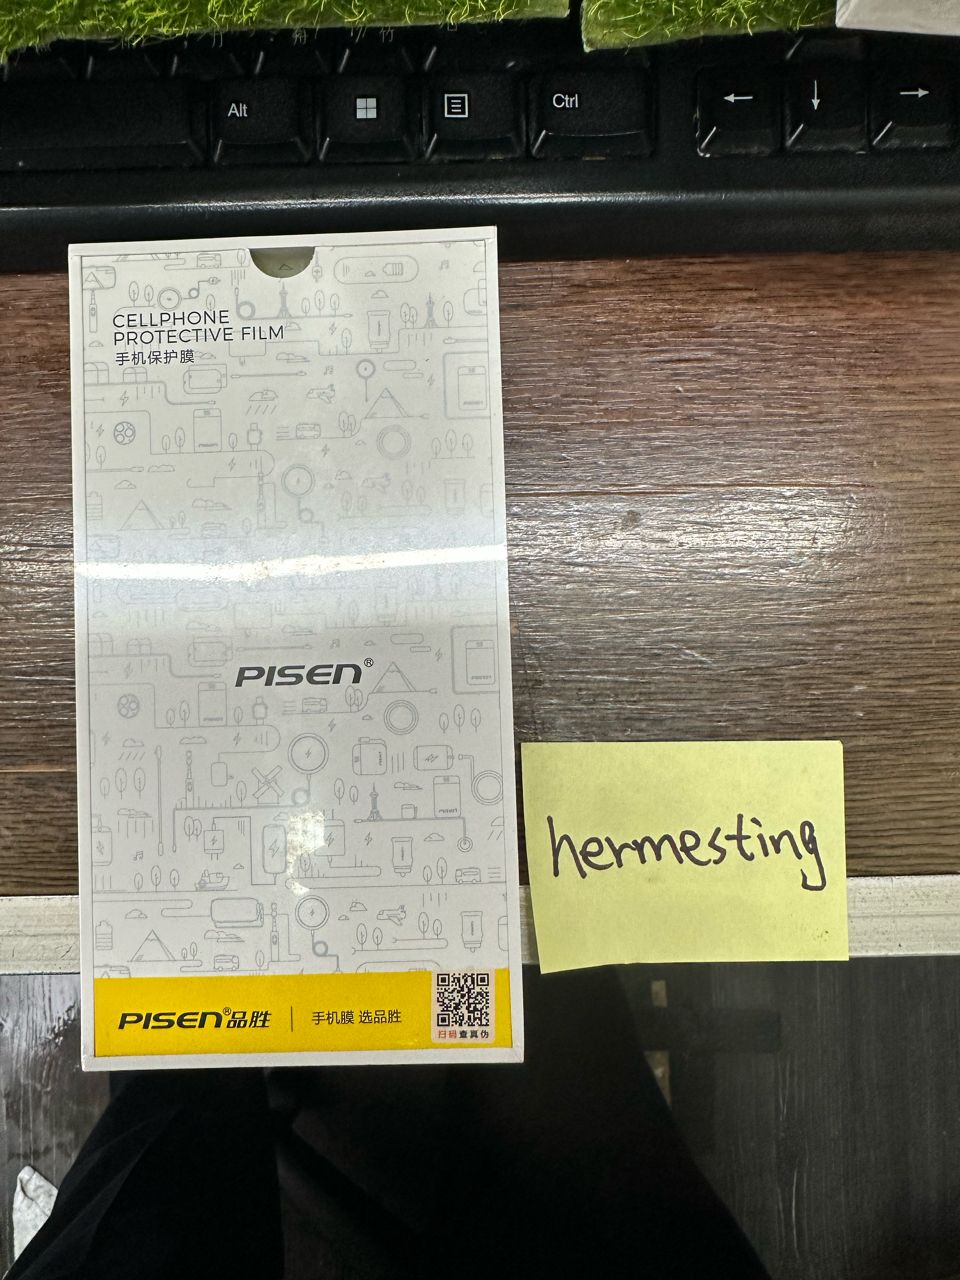 Alt
Ctrl
CELLPHONE
PROTECTIVE FILM
手机保护膜
PISEN®
PISEN®品胜
手机膜 选品胜
扫码查真伪
hermesting